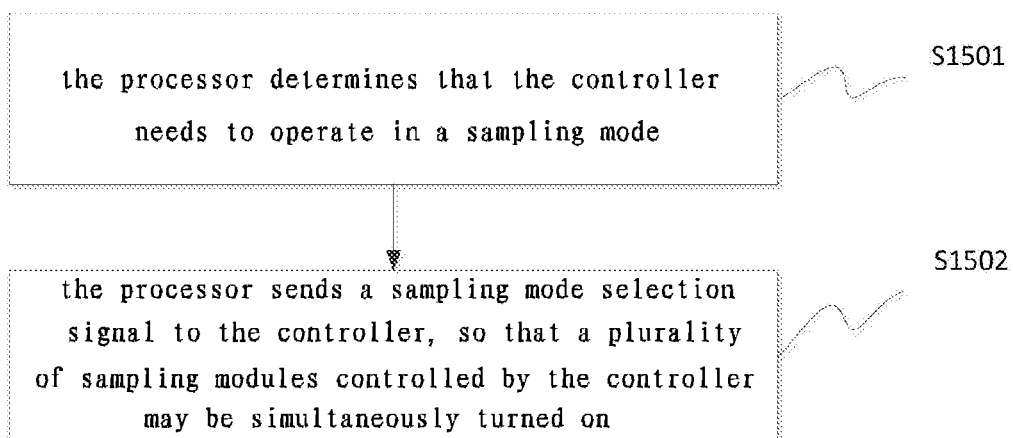 the processor determines that the controller
needs to operate in a sampling mode
S1501
the processor sends a sampling mode selection
signal to the controller, so that a plurality
of sampling modules controlled by the controller
may be simultaneously turned on
S1502